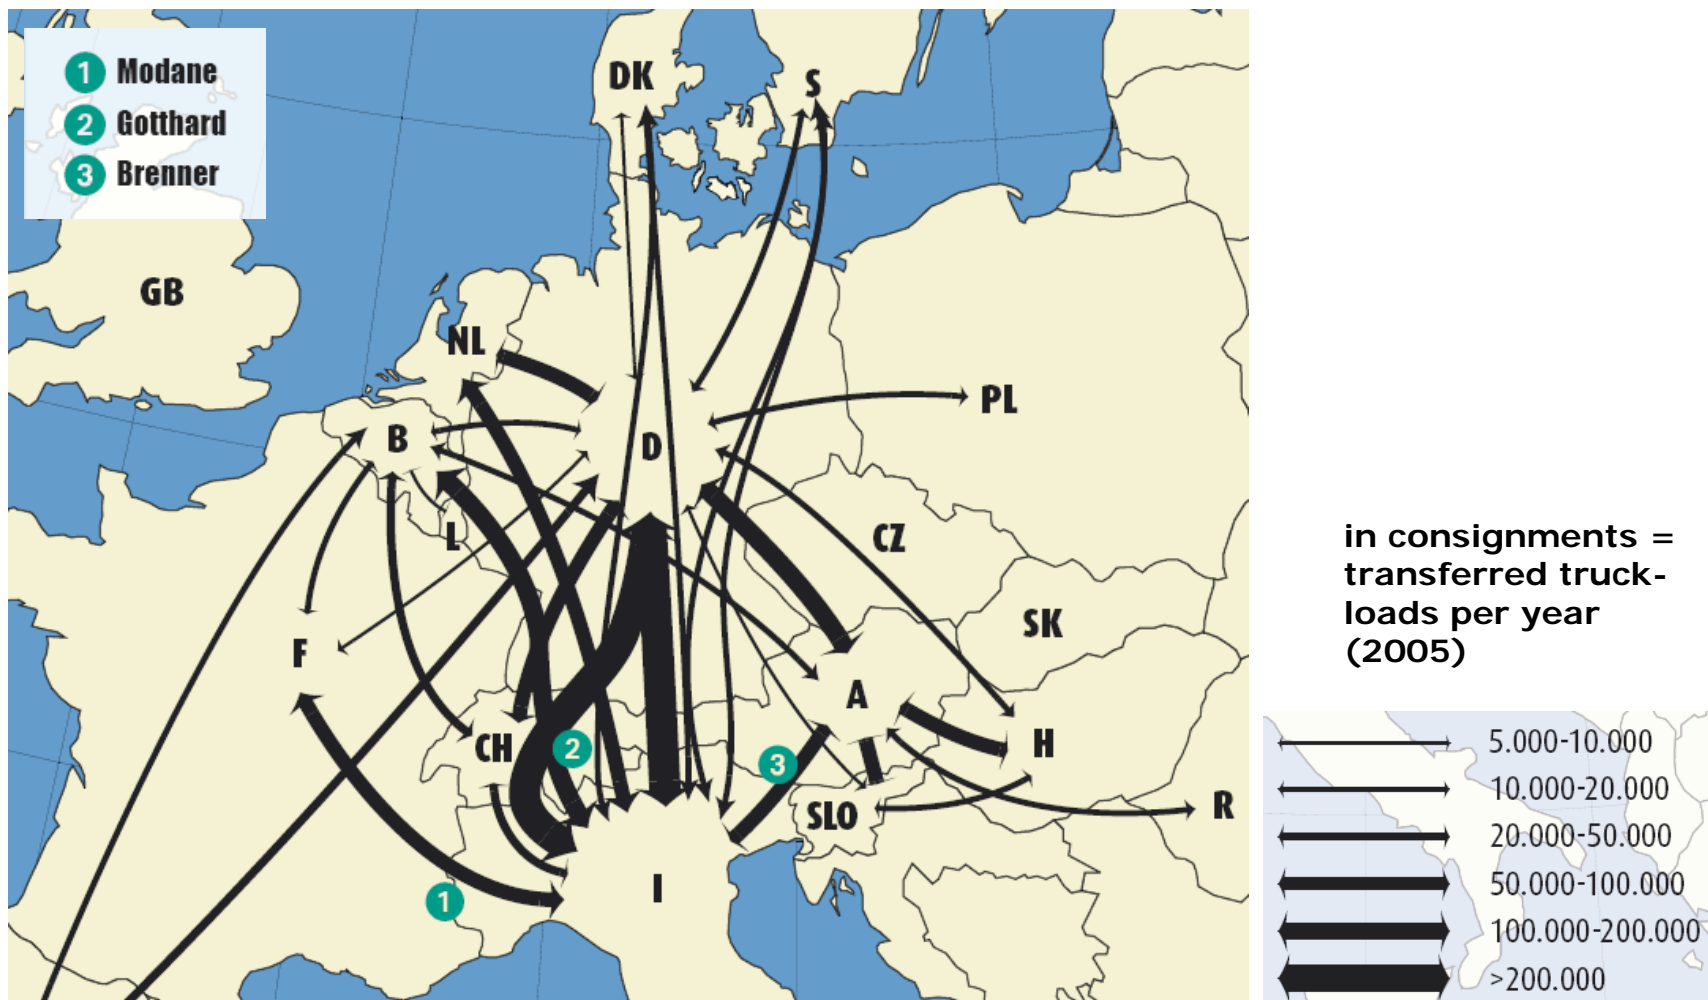 1 Modane
2 Gotthard
3 Brenner
DK
S
GB
NL
PL
B
D
L
CZ
SK
F
A
CH
2
3
H
SLO
R
1
I
in consignments =
transferred truck-
loads per year
(2005)
5.000-10.000
10.000-20.000
20.000-50.000
50.000-100.000
100.000-200.000
>200.000